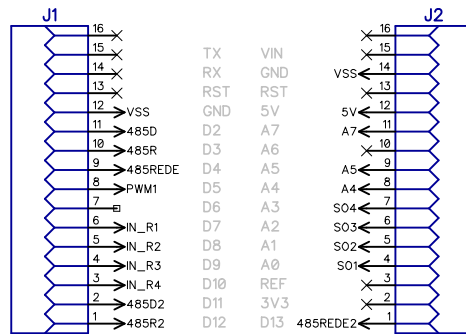 J1 J2
16 16
15 TX VIN 15
14 RX GND VSS 14
13 RST RST 13
12 VSS GND 5V 5V 12
11 485D D2 A7 A7 11
10 485R D3 A6 10
9 485REDE D4 A5 A5 9
8 PWM1 D5 A4 A4 8
7 D6 A3 SO4 7
6 IN_R1 D7 A2 SO3 6
5 IN_R2 D8 A1 SO2 5
4 IN_R3 D9 A0 SO1 4
3 IN_R4 D10 REF 3
2 485D2 D11 3V3 2
1 485R2 D12 D13 485REDE2 1